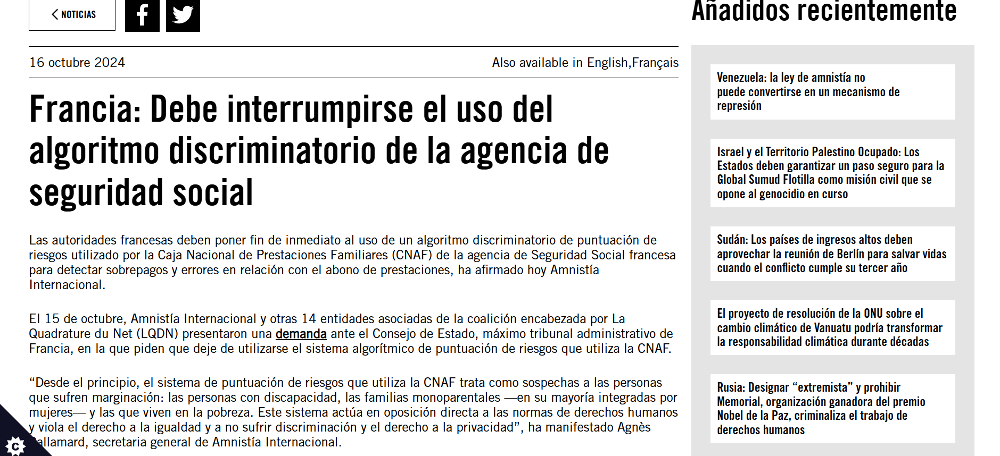 NOTICIAS
16 octubre 2024
Also available in English,Français
Francia: Debe interrumpirse el uso del
algoritmo discriminatorio de la agencia de
seguridad social
Las autoridades francesas deben poner fin de inmediato al uso de un algoritmo discriminatorio de puntuación de
riesgos utilizado por la Caja Nacional de Prestaciones Familiares (CNAF) de la agencia de Seguridad Social francesa
para detectar sobrepagos y errores en relación con el abono de prestaciones, ha afirmado hoy Amnistía
Internacional.
El 15 de octubre, Amnistía Internacional y otras 14 entidades asociadas de la coalición encabezada por La
Quadrature du Net (LQDN) presentaron una demanda ante el Consejo de Estado, máximo tribunal administrativo de
Francia, en la que piden que deje de utilizarse el sistema algorítmico de puntuación de riesgos que utiliza la CNAF.
“Desde el principio, el sistema de puntuación de riesgos que utiliza la CNAF trata como sospechas a las personas
que sufren marginación: las personas con discapacidad, las familias monoparentales —en su mayoría integradas por
mujeres— y las que viven en la pobreza. Este sistema actúa en oposición directa a las normas de derechos humanos
y viola el derecho a la igualdad y a no sufrir discriminación y el derecho a la privacidad”, ha manifestado Agnès
Callamard, secretaria general de Amnistía Internacional.
C
Añadidos recientemente
Venezuela: la ley de amnistía no
puede convertirse en un mecanismo de
represión
Israel y el Territorio Palestino Ocupado: Los
Estados deben garantizar un paso seguro para la
Global Sumud Flotilla como misión civil que se
opone al genocidio en curso
Sudán: Los países de ingresos altos deben
aprovechar la reunión de Berlín para salvar vidas
cuando el conflicto cumple su tercer año
El proyecto de resolución de la ONU sobre el
cambio climático de Vanuatu podría transformar
la responsabilidad climática durante décadas
Rusia: Designar “extremista” y prohibir
Memorial, organización ganadora del premio
Nobel de la Paz, criminaliza el trabajo de
derechos humanos